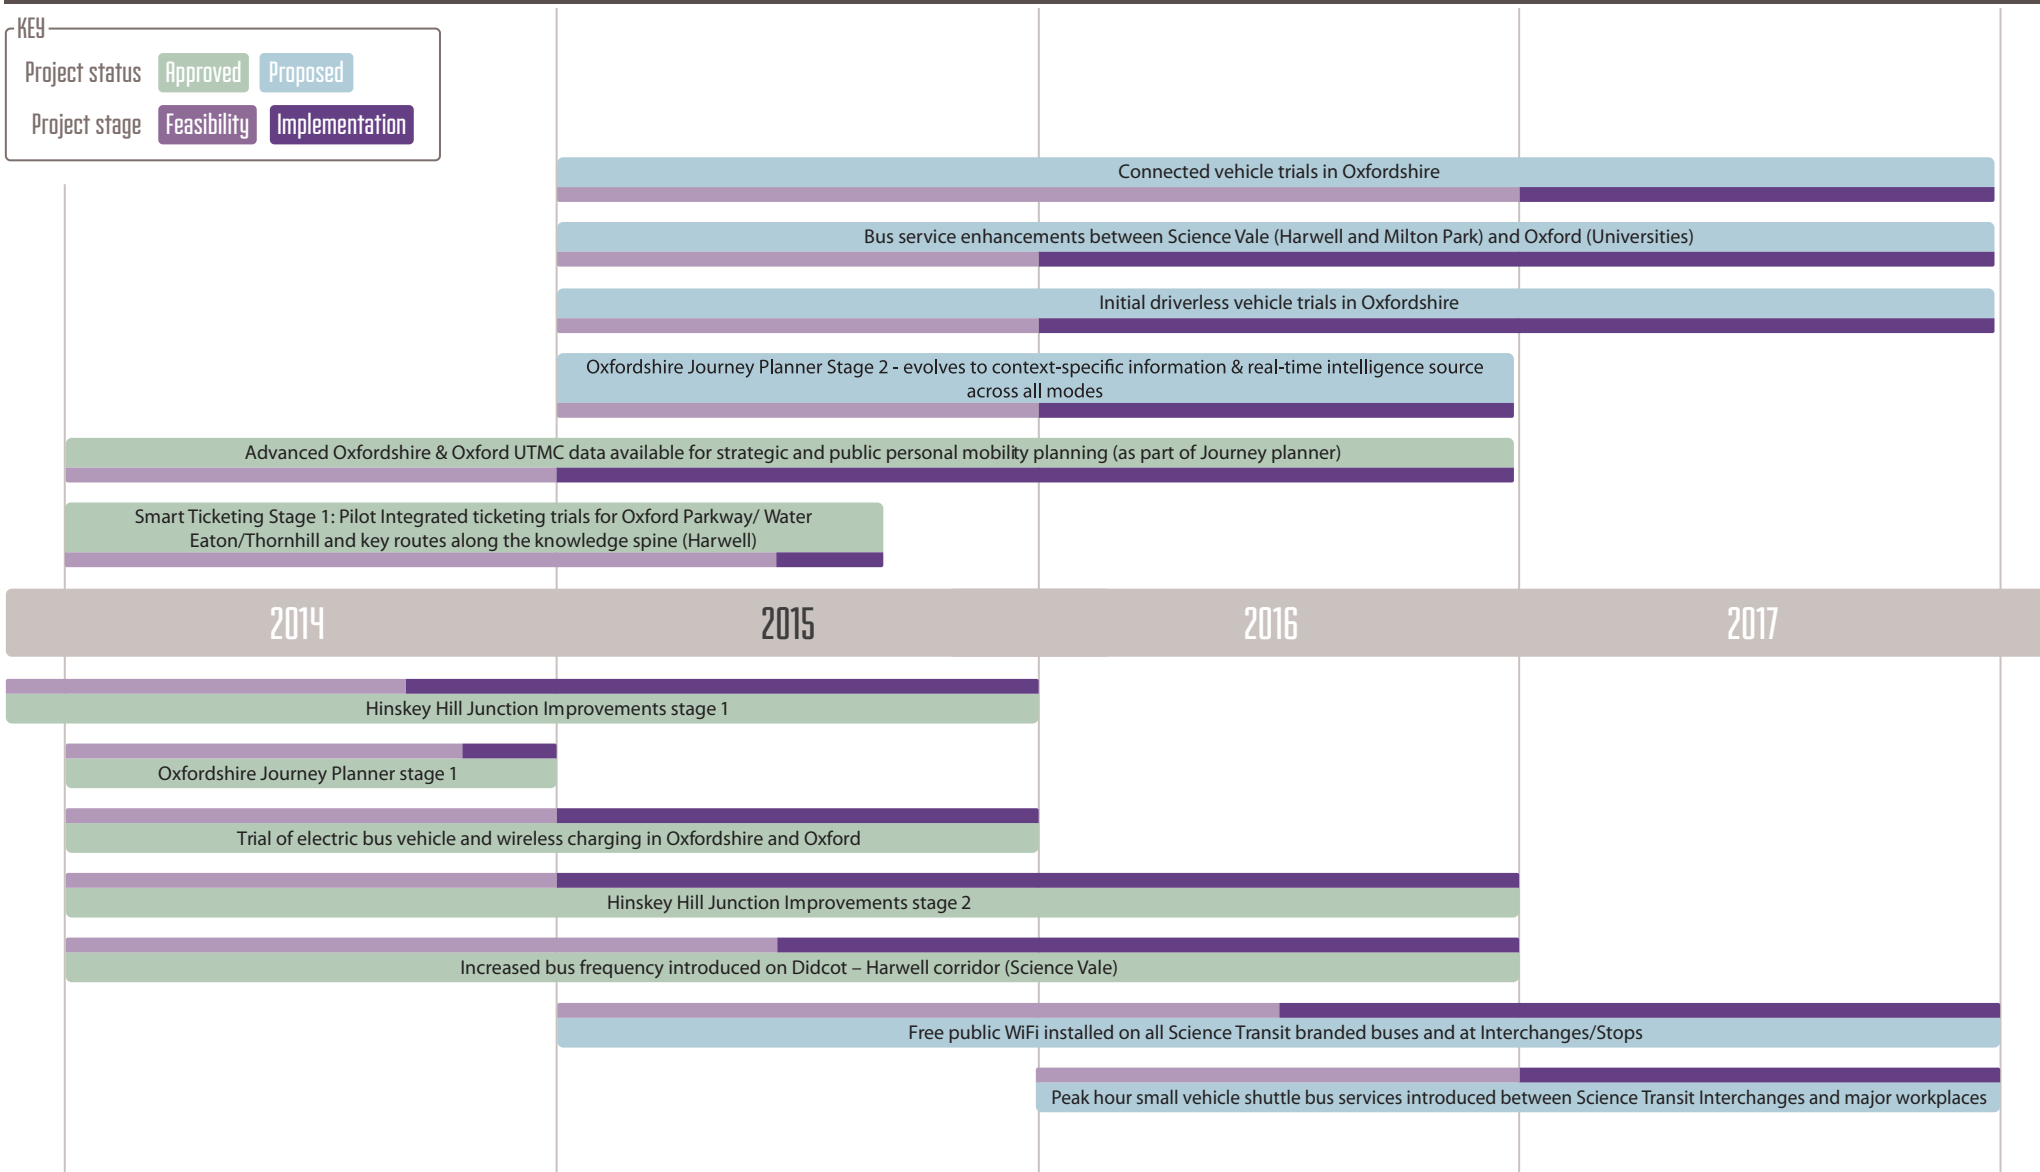 KEY
Project status Approved Proposed
Project stage Feasibility Implementation
Connected vehicle trials in Oxfordshire
Bus service enhancements between Science Vale (Harwell and Milton Park) and Oxford (Universities)
Initial driverless vehicle trials in Oxfordshire
Oxfordshire Journey Planner Stage 2 - evolves to context-specific information & real-time intelligence source
across all modes
Advanced Oxfordshire & Oxford UTMC data available for strategic and public personal mobility planning (as part of Journey planner)
Smart Ticketing Stage 1: Pilot Integrated ticketing trials for Oxford Parkway/ Water
Eaton/Thornhill and key routes along the knowledge spine (Harwell)
2014 2015 2016 2017
Hinskey Hill Junction Improvements stage 1
Oxfordshire Journey Planner stage 1
Trial of electric bus vehicle and wireless charging in Oxfordshire and Oxford
Hinskey Hill Junction Improvements stage 2
Increased bus frequency introduced on Didcot – Harwell corridor (Science Vale)
Free public WiFi installed on all Science Transit branded buses and at Interchanges/Stops
Peak hour small vehicle shuttle bus services introduced between Science Transit Interchanges and major workplaces